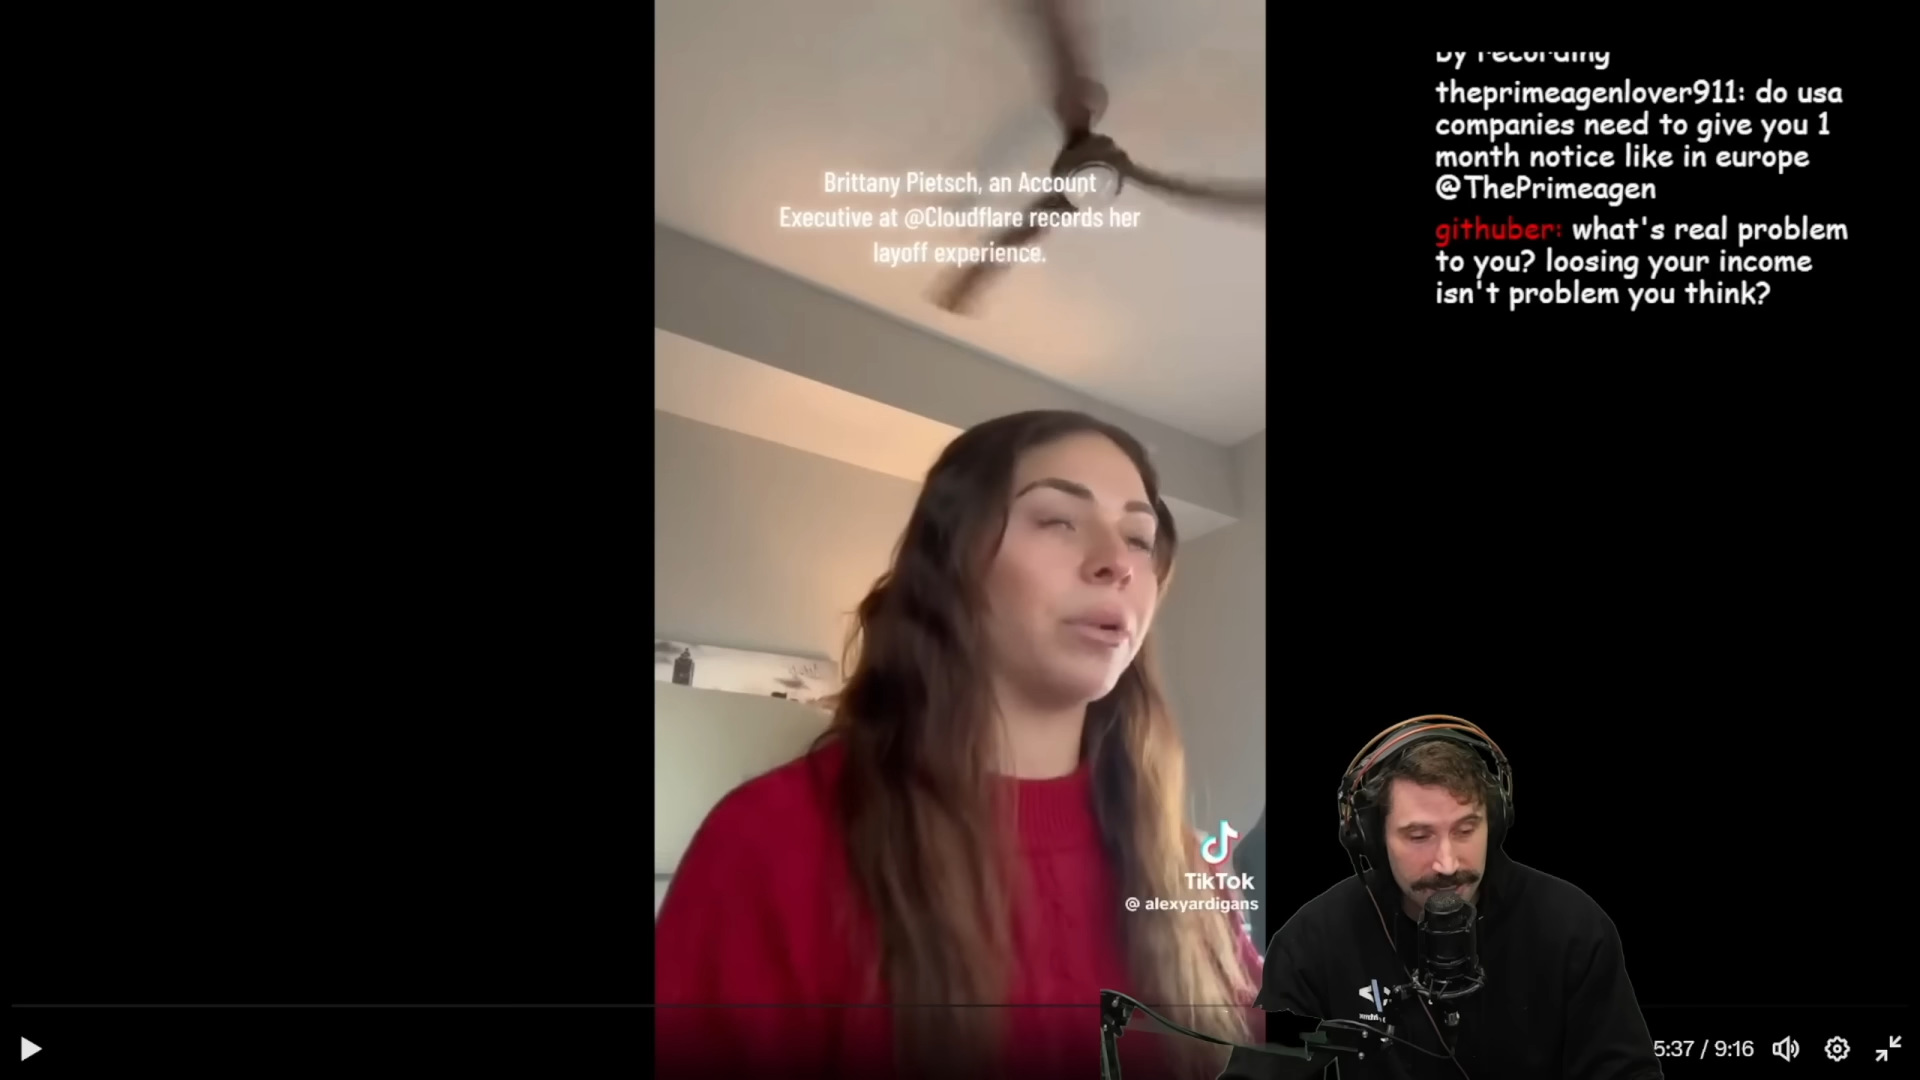 Brittany Pietsch, an Account
Executive at @Cloudflare records her
layoff experience.
by recording
theprimeagenlover911: do usa
companies need to give you 1
month notice like in europe
@ThePrimeagen
githuber: what's real problem
to you? loosing your income
isn't problem you think?
TikTok
@ alexyardigans
5:37 / 9:16